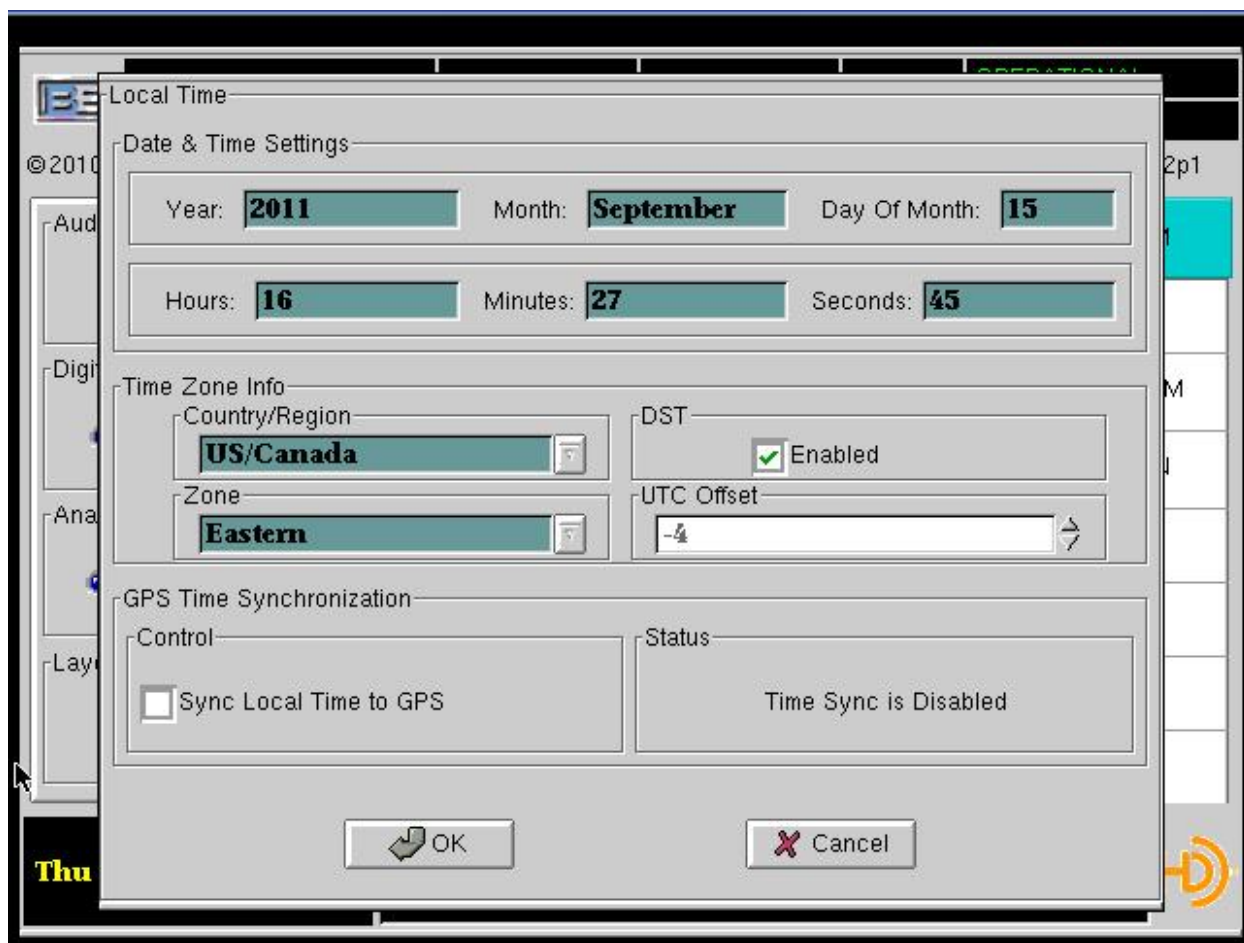 OPERATIONAL
BE
Local Time
Date & Time Settings
©2010
2p1
Year: 2011 Month: September Day Of Month: 15
Aud
Hours: 16 Minutes: 27 Seconds: 45
Digi
Time Zone Info
M
Country/Region
DST
US/Canada
Enabled
Zone
UTC Offset
Ana
Eastern
-4
GPS Time Synchronization
Control
Status
Lay
Sync Local Time to GPS
Time Sync is Disabled
OK
Cancel
Thu